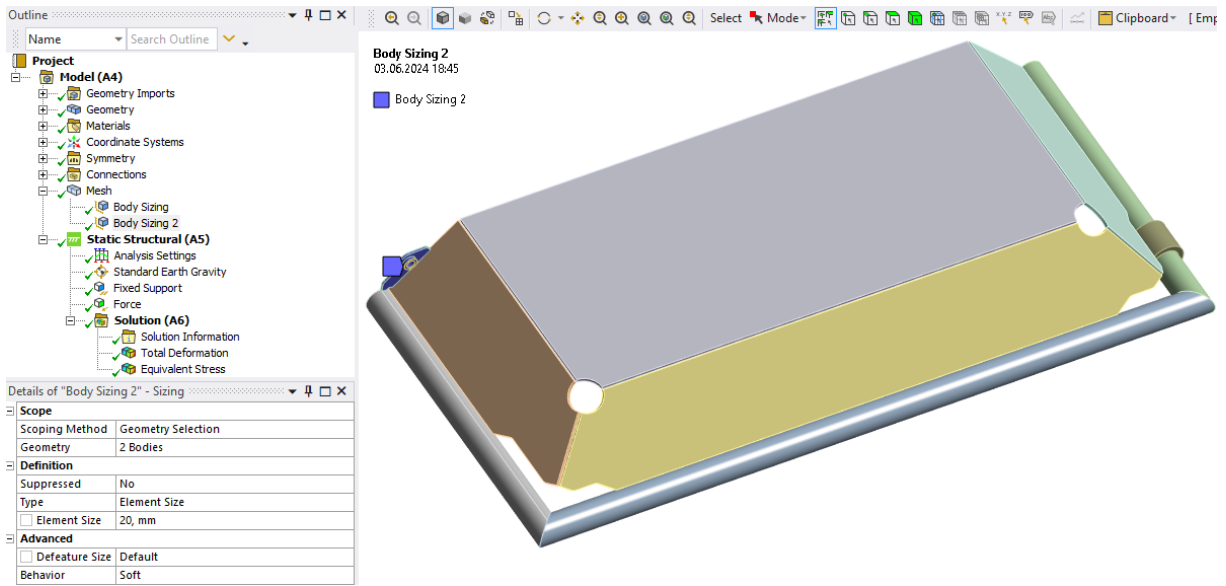 Outline
Name
Search Outline
Project
Model (A4)
Geometry Imports
Geometry
Materials
Coordinate Systems
Symmetry
Connections
Mesh
Body Sizing
Body Sizing 2
Static Structural (A5)
Analysis Settings
Standard Earth Gravity
Fixed Support
Force
Solution (A6)
Solution Information
Total Deformation
Equivalent Stress
Details of "Body Sizing 2" - Sizing
Scope
Scoping Method Geometry Selection
Geometry 2 Bodies
Definition
Suppressed No
Type Element Size
Element Size 20, mm
Advanced
Defeature Size Default
Behavior Soft
Select Mode Clipboard [ Emp
Body Sizing 2
03.06.2024 18:45
Body Sizing 2